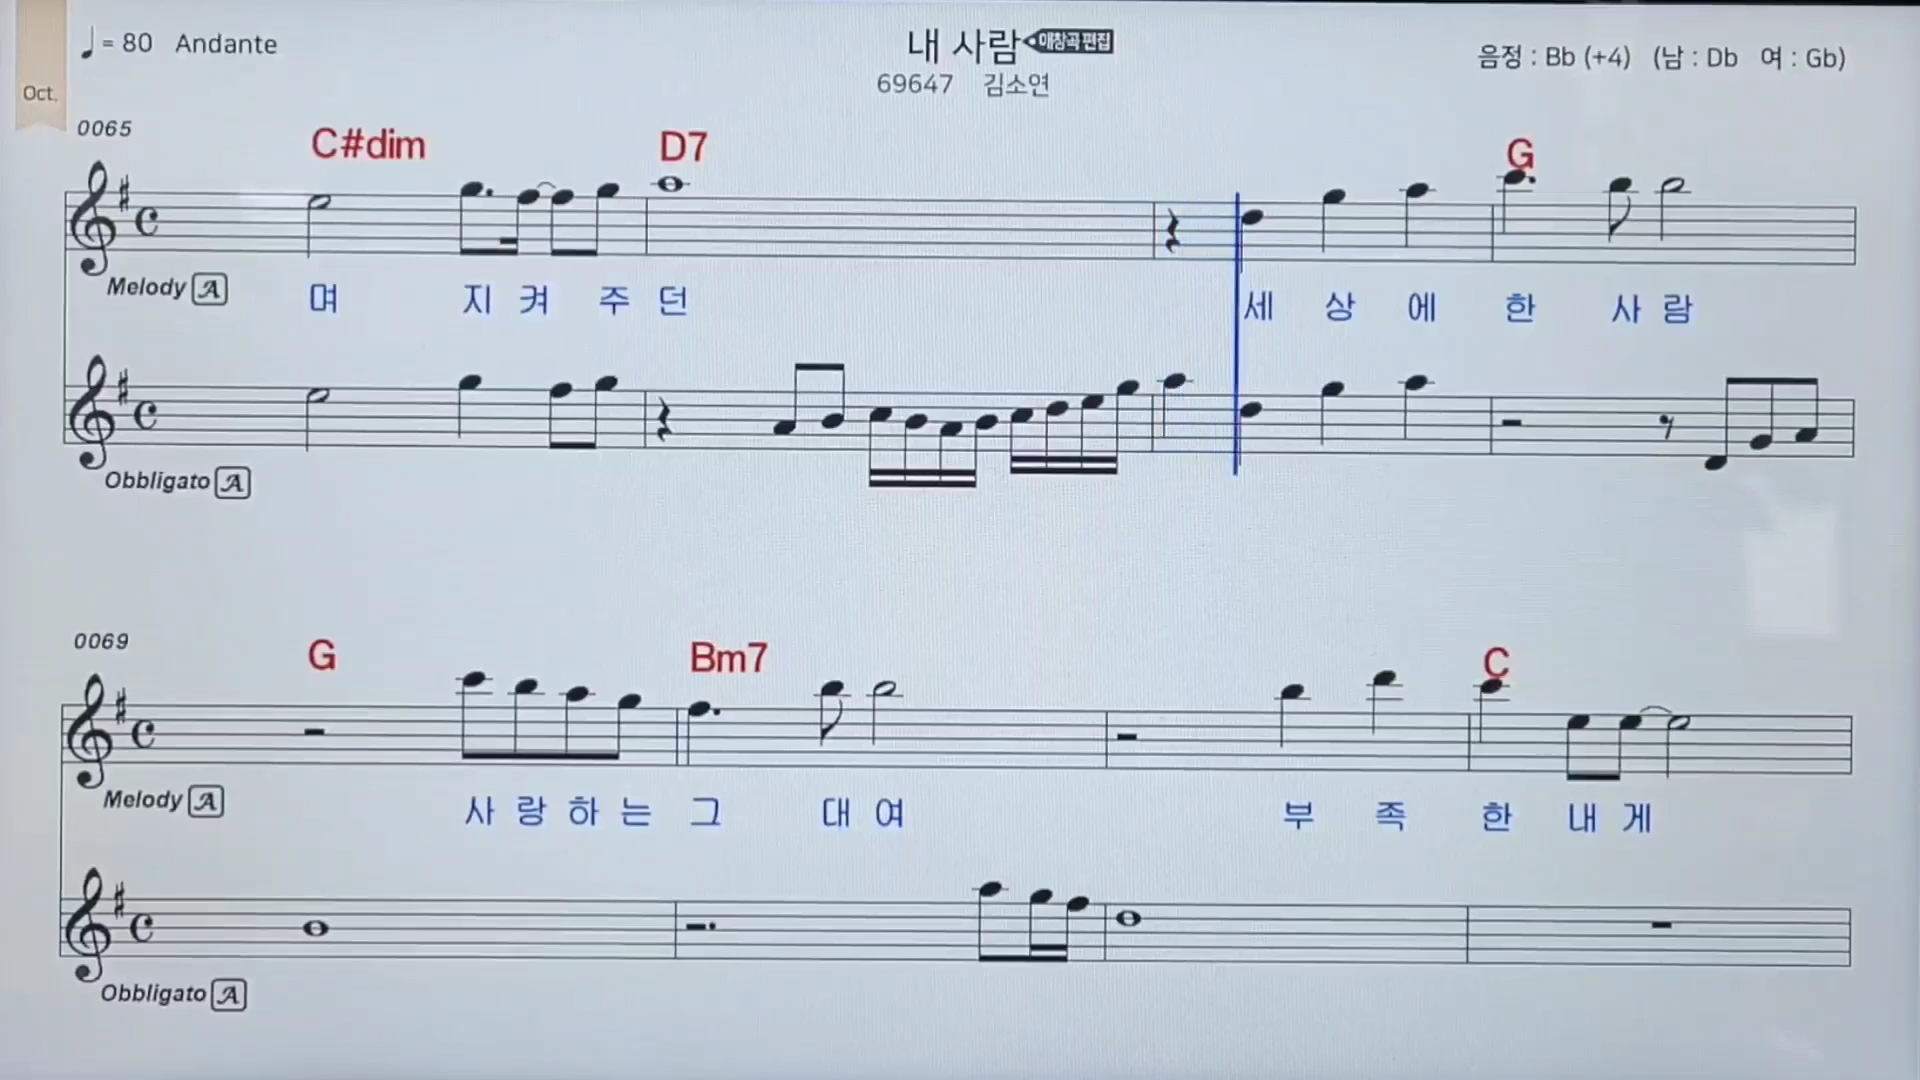 ♩= 80 Andante
내 사람 애창곡 편집
음정 : Bb (+4) (남 : Db 여 : Gb)
69647 김소연
Oct.
0065
C#dim D7 G
Melody A
며 지 켜 주 던 세 상 에 한 사 람
Obbligato A
0069
G Bm7 C
Melody A
사 랑 하 는 그 대 여 부 족 한 내 게
Obbligato A